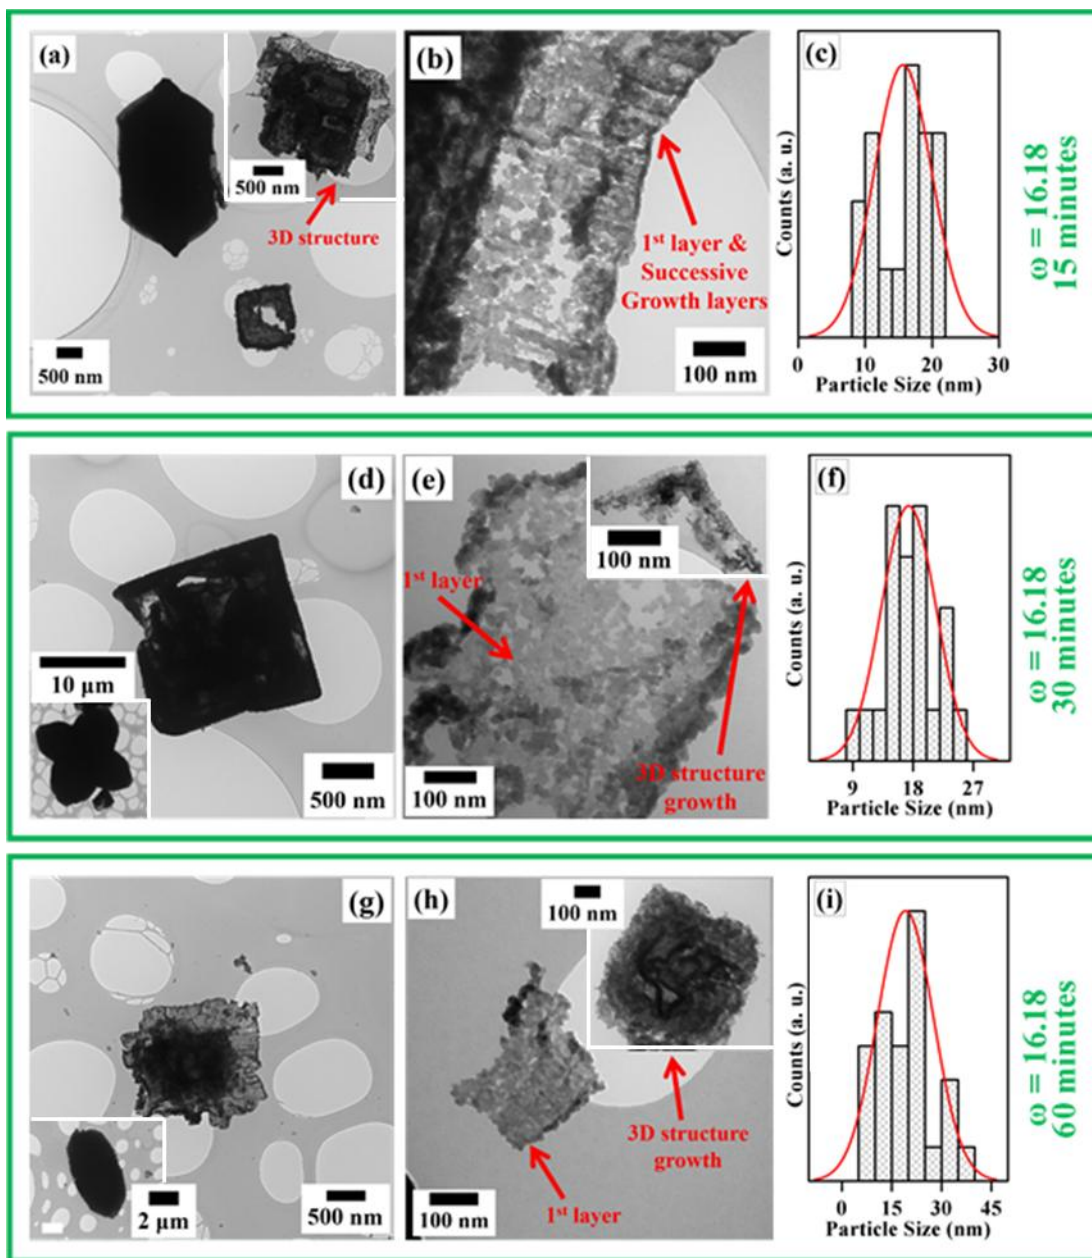 (a)
500 nm
3D structure
500 nm
(b)
1st layer &
Successive
Growth layers
100 nm
(c)
Counts (a. u.)
0 10 20 30
Particle Size (nm)
ω = 16.18
15 minutes
(d)
10 μm
500 nm
(e)
100 nm
1st layer
3D structure
growth
100 nm
(f)
Counts (a. u.)
9 18 27
Particle Size (nm)
ω = 16.18
30 minutes
(g)
2 μm
500 nm
(h)
100 nm
3D structure
growth
1st layer
100 nm
(i)
Counts (a. u.)
0 15 30 45
Particle Size (nm)
ω = 16.18
60 minutes